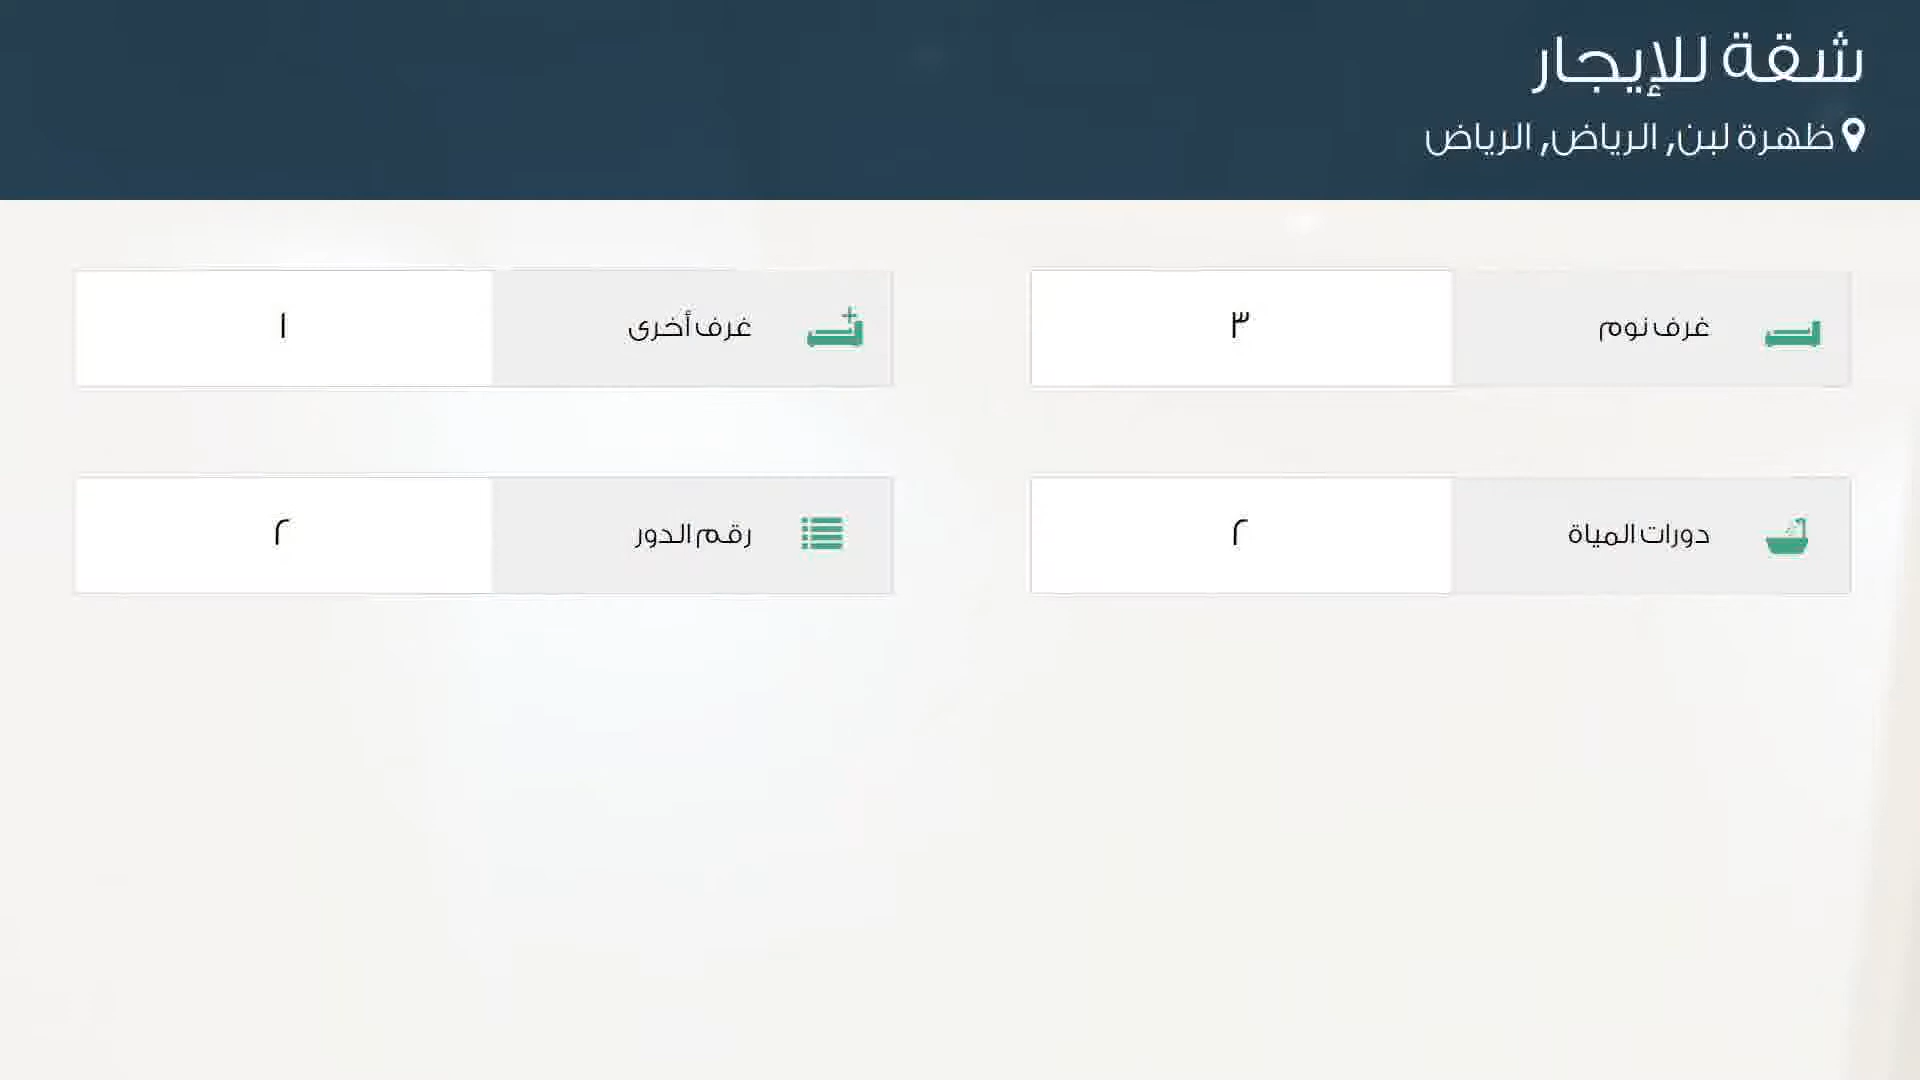 شقة للإيجار
ظهرة لبن, الرياض, الرياض
غرف نوم ٣
غرف أخرى ١
دورات المياة ٢
رقم الدور ٢